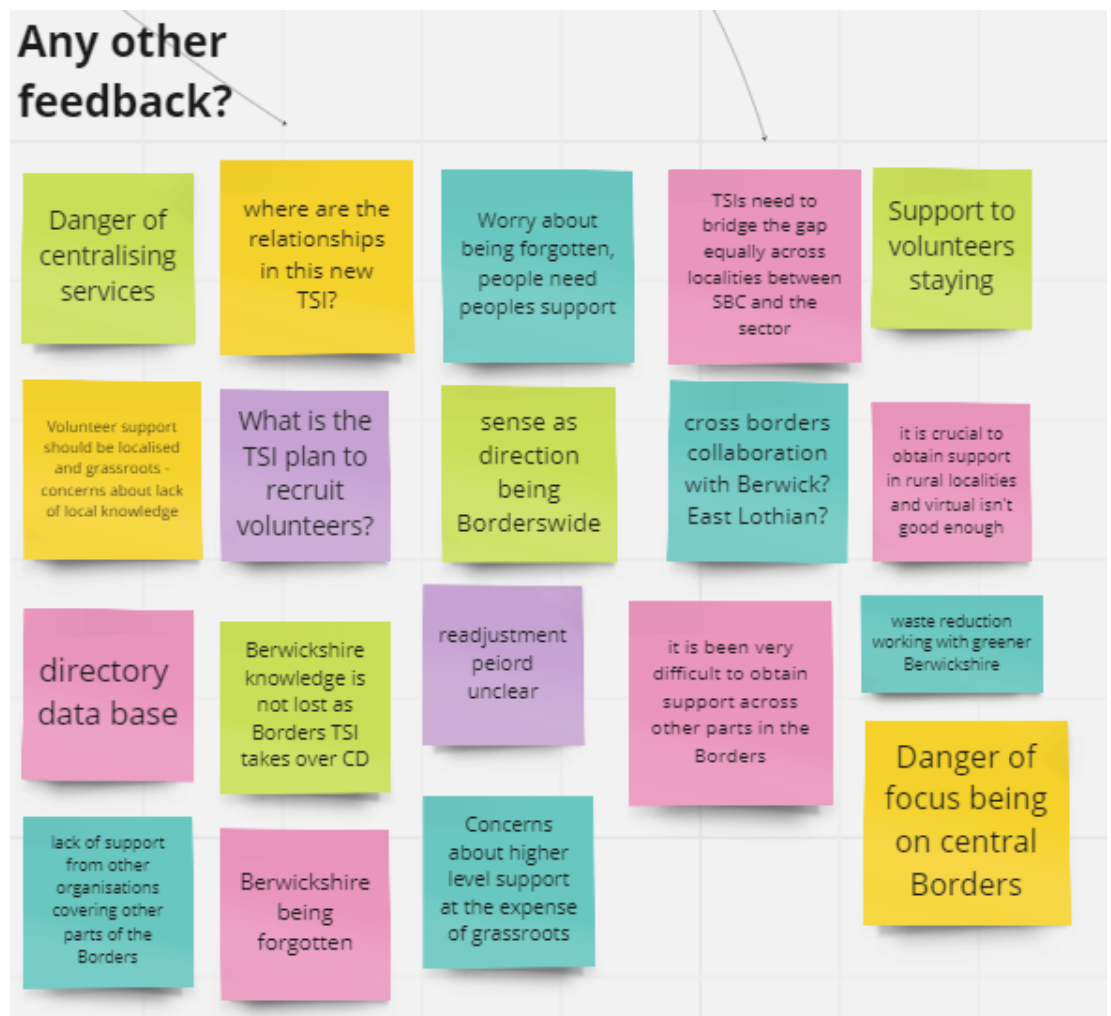 Any other
feedback?
Danger of
centralising
services
where are the
relationships
in this new
TSI?
Worry about
being forgotten,
people need
peoples support
TSIs need to
bridge the gap
equally across
localities between
SBC and the
sector
Support to
volunteers
staying
Volunteer support
should be localised
and grassroots -
concerns about lack
of local knowledge
What is the
TSI plan to
recruit
volunteers?
sense as
direction
being
Borderswide
cross borders
collaboration
with Berwick?
East Lothian?
it is crucial to
obtain support
in rural localities
and virtual isn't
good enough
directory
data base
Berwickshire
knowledge is
not lost as
Borders TSI
takes over CD
readjustment
peiord
unclear
it is been very
difficult to obtain
support across
other parts in the
Borders
waste reduction
working with greener
Berwickshire
Danger of
focus being
on central
Borders
lack of support
from other
organisations
covering other
parts of the
Borders
Berwickshire
being
forgotten
Concerns
about higher
level support
at the expense
of grassroots